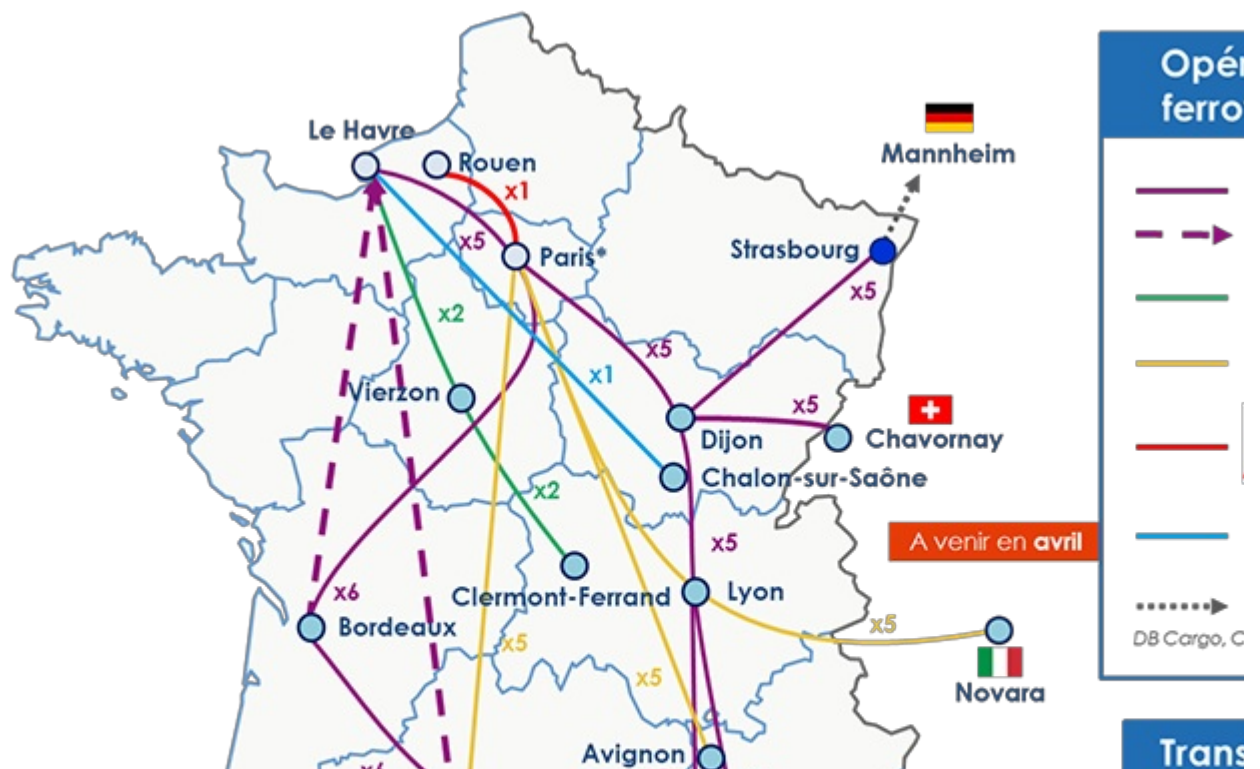 Opér
ferro
Le Havre
Rouen
Mannheim
x1
x5
Paris*
Strasbourg
x5
x2
x5
x1
Vierzon
x5
Dijon
Chavornay
Chalon-sur-Saône
x2
A venir en avril
x5
Clermont-Ferrand
Lyon
x6
Bordeaux
x5
x5
DB Cargo, C
x5
Novara
Avignon
Trans